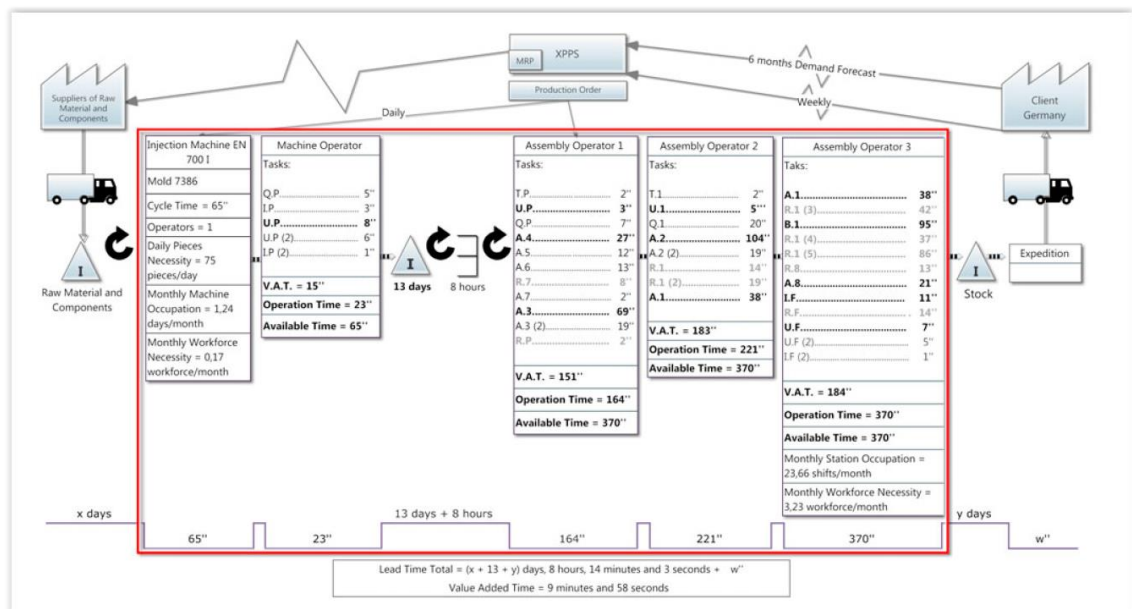 XPPS
MRP
Production Order
6 months Demand Forecast
Weekly
Daily
Suppliers of Raw
Material and
Components
Client
Germany
Raw Material and
Components
I
Injection Machine EN
700 I
Mold 7386
Cycle Time = 65''
Operators = 1
Daily Pieces
Necessity = 75
pieces/day
Monthly Machine
Occupation = 1,24
days/month
Monthly Workforce
Necessity = 0,17
workforce/month
Machine Operator
Tasks:
Q.P. 5''
I.P. 3''
U.P. 8''
U.P (2) 6''
I.P (2) 1''
V.A.T. = 15''
Operation Time = 23''
Available Time = 65''
I
13 days
8 hours
Assembly Operator 1
Tasks:
T.P. 2''
U.P. 3''
Q.P. 7''
A.4 27''
A.5 12''
A.6 13''
R.7 8''
A.7 2''
A.3 69''
A.3 (2) 19''
R.P. 2''
V.A.T. = 151''
Operation Time = 164''
Available Time = 370''
Assembly Operator 2
Tasks:
T.1 2''
U.1 5'''
Q.1 20''
A.2 104''
A.2 (2) 19''
R.1 14''
R.1 (2) 19''
A.1 38''
V.A.T. = 183''
Operation Time = 221''
Available Time = 370''
Assembly Operator 3
Taks:
A.1 38''
R.1 (3) 42''
B.1 95''
R.1 (4) 37''
R.1 (5) 86''
R.8 13''
A.8 21''
I.F 11''
R.F. 14''
U.F 7''
U.F (2) 5''
I.F (2) 1''
V.A.T. = 184''
Operation Time = 370''
Available Time = 370''
Monthly Station Occupation =
23,66 shifts/month
Monthly Workforce Necessity =
3,23 workforce/month
I
Stock
Expedition
x days
65''
23''
13 days + 8 hours
164''
221''
370''
y days
w''
Lead Time Total = (x + 13 + y) days, 8 hours, 14 minutes and 3 seconds + w''
Value Added Time = 9 minutes and 58 seconds